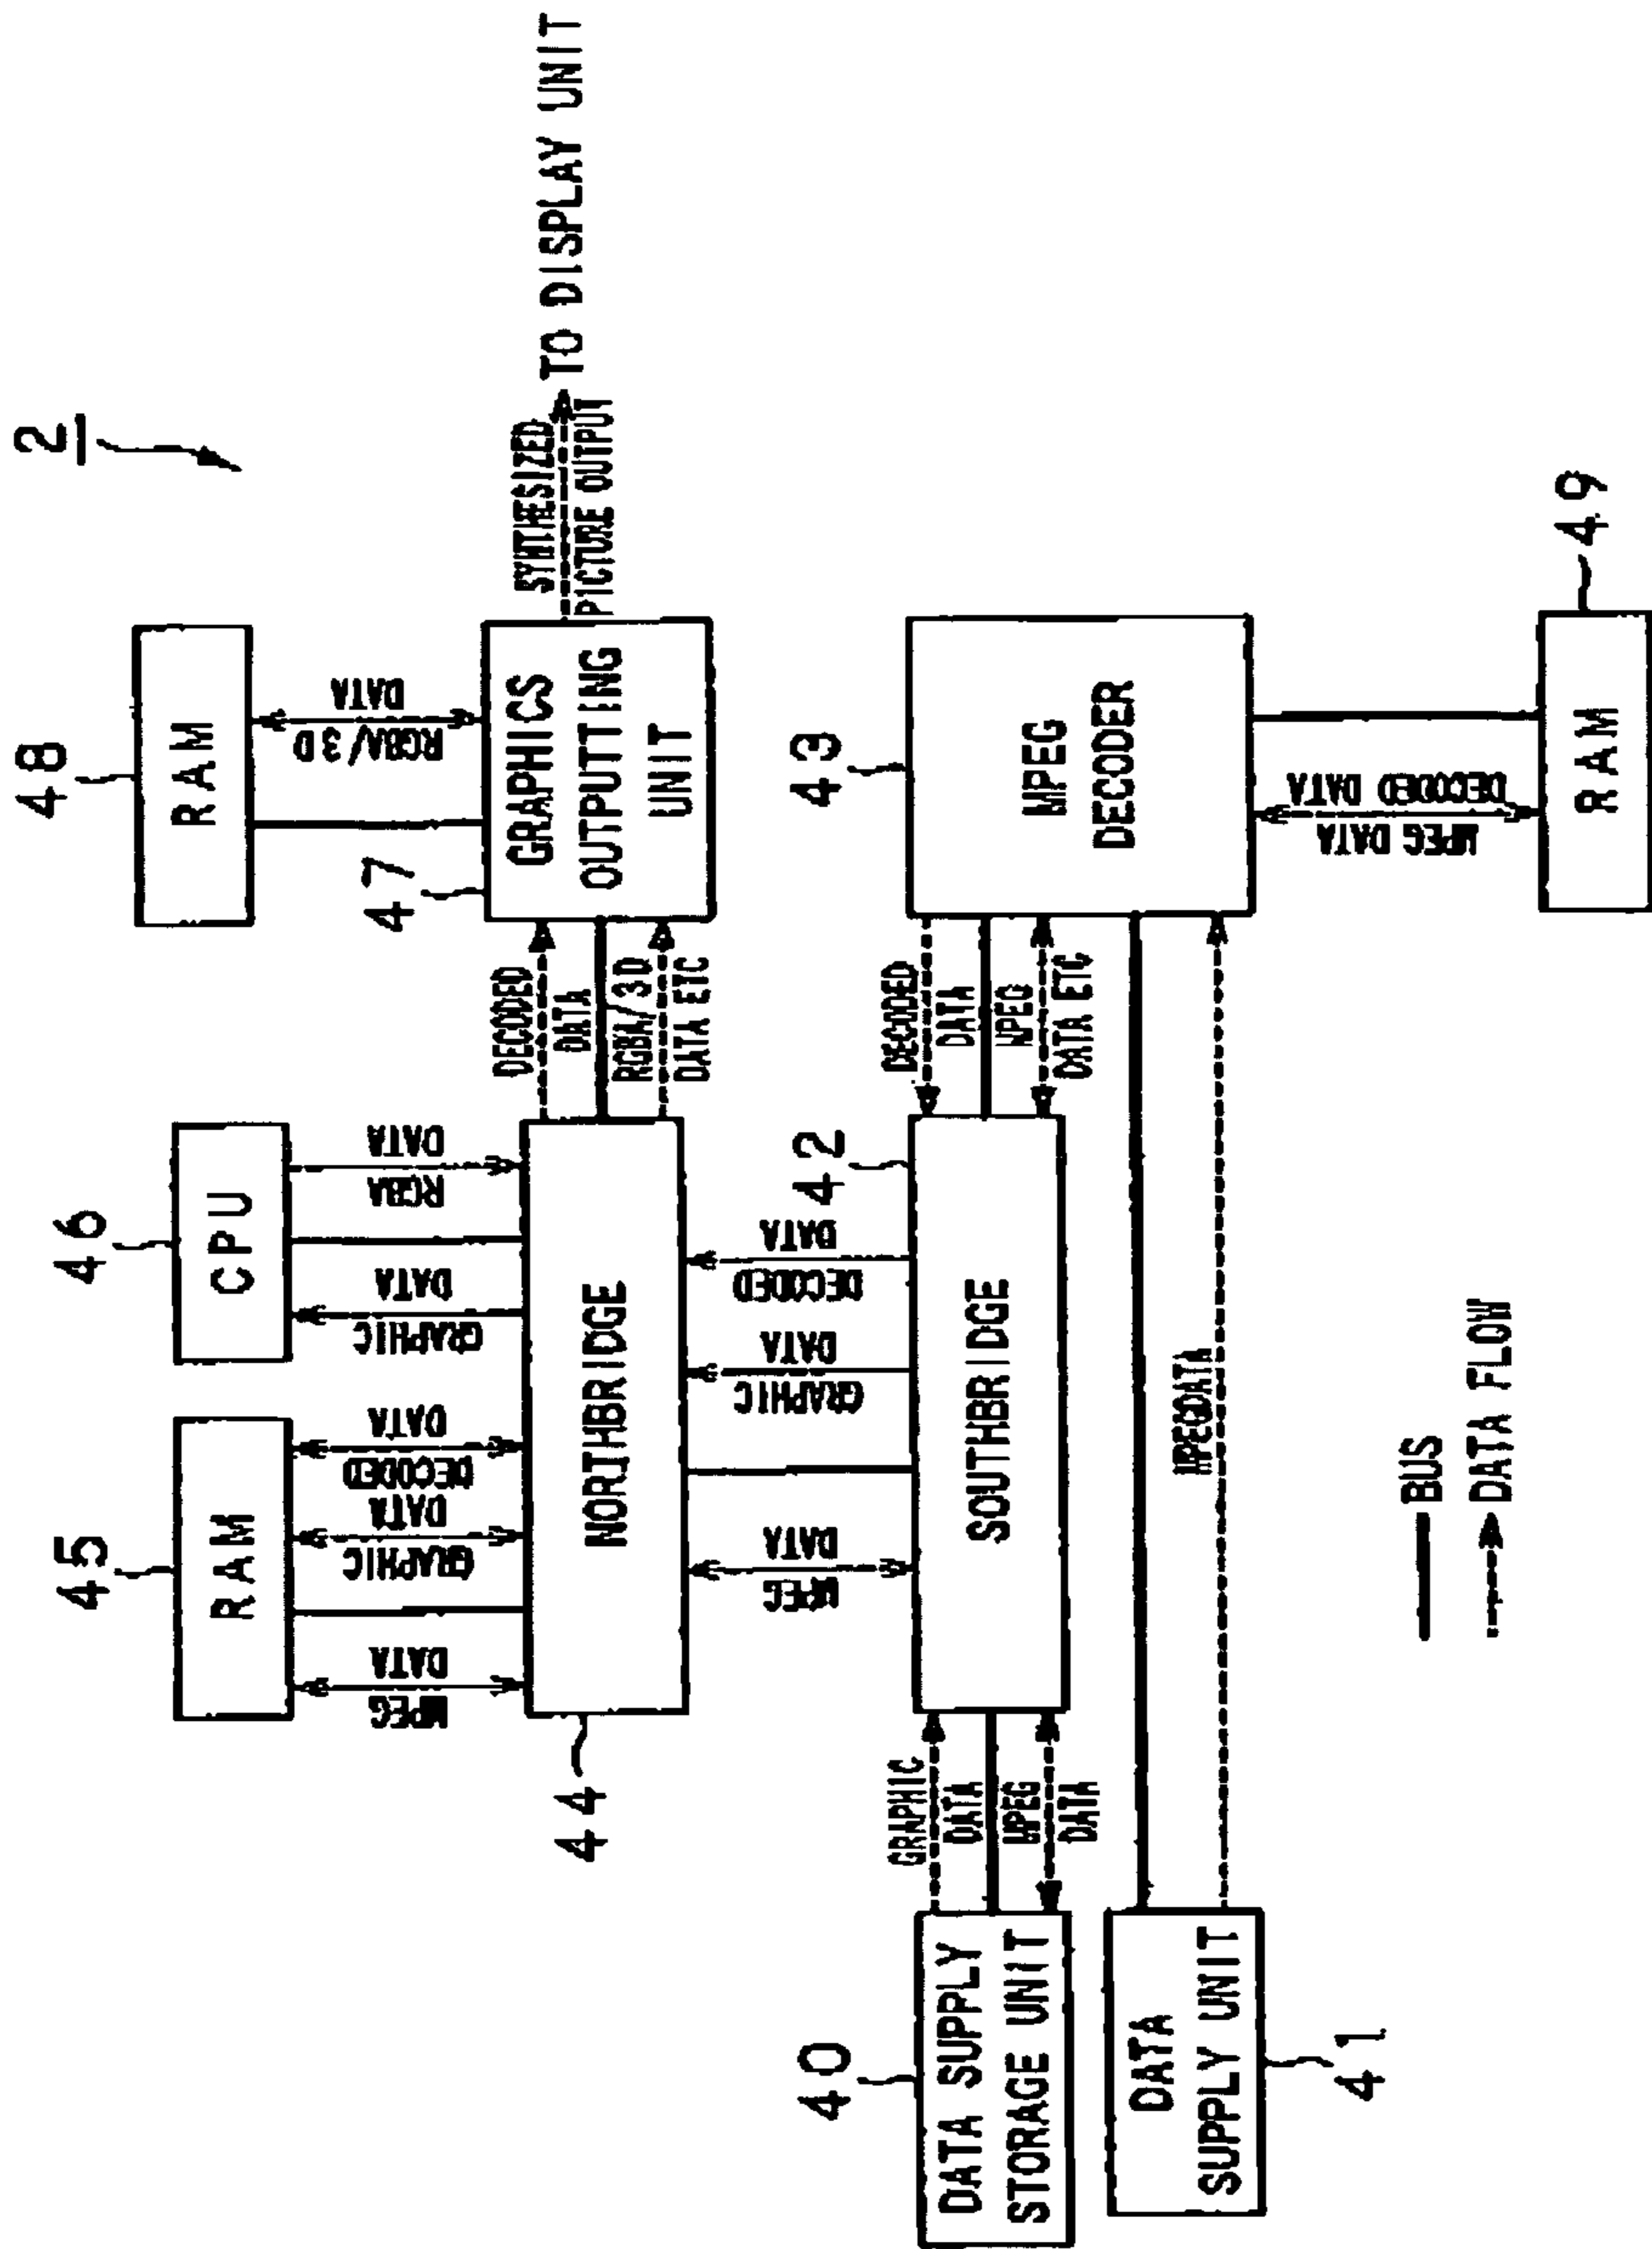 2
48
RAM
RGBA/3D
DATA
47
GRAPHICS
OUTPUTTING
UNIT
SYNTHESIZED
PICTURE OUTPUT
TO DISPLAY UNIT
46
CPU
GRAPHIC
DATA
RGBA
DATA
45
RAM
MPEG
DATA
GRAPHIC
DATA
DECODED
DATA
44
NORTHBRIDGE
DECODED
DATA
RGBA/3D
DATA ETC
MPEG
DATA
GRAPHIC
DATA
DECODED
DATA
42
SOUTHBRIDGE
DECODED
DATA
MPEG
DATA ETC
43
MPEG
DECODER
MPEG DATA
DECODED DATA
49
RAM
40
DATA SUPPLY
STORAGE UNIT
GRAPHIC
DATA
MPEG
DATA
41
DATA
SUPPLY UNIT
MPEGDATA
BUS
DATA FLOW